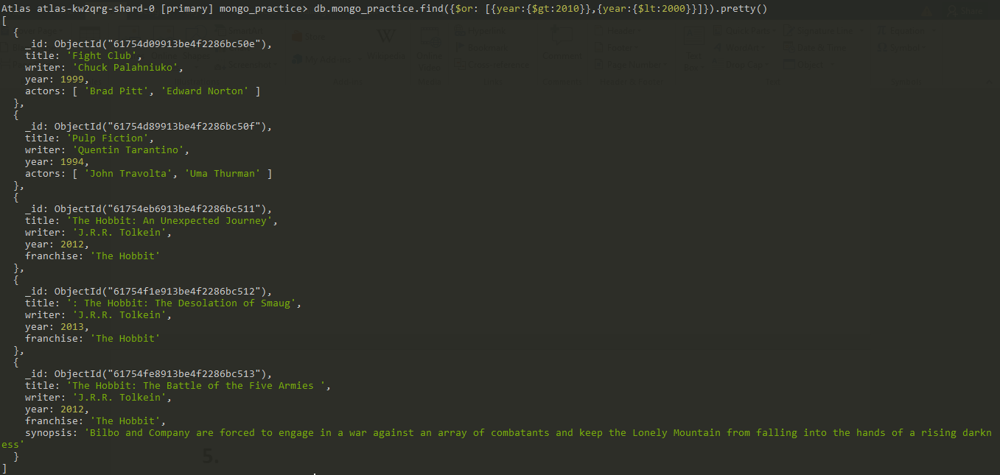 Atlas atlas-kw2qrg-shard-0 [primary] mongo_practice> db.mongo_practice.find({$or: [{year:{$gt:2010}},{year:{$lt:2000}}]}).pretty()
[
  {
    _id: ObjectId("61754d09913be4f2286bc50e"),
    title: 'Fight Club',
    writer: 'Chuck Palahniuko',
    year: 1999,
    actors: [ 'Brad Pitt', 'Edward Norton' ]
  },
  {
    _id: ObjectId("61754d89913be4f2286bc50f"),
    title: 'Pulp Fiction',
    writer: 'Quentin Tarantino',
    year: 1994,
    actors: [ 'John Travolta', 'Uma Thurman' ]
  },
  {
    _id: ObjectId("61754eb6913be4f2286bc511"),
    title: 'The Hobbit: An Unexpected Journey',
    writer: 'J.R.R. Tolkein',
    year: 2012,
    franchise: 'The Hobbit'
  },
  {
    _id: ObjectId("61754f1e913be4f2286bc512"),
    title: ': The Hobbit: The Desolation of Smaug',
    writer: 'J.R.R. Tolkein',
    year: 2013,
    franchise: 'The Hobbit'
  },
  {
    _id: ObjectId("61754fe8913be4f2286bc513"),
    title: 'The Hobbit: The Battle of the Five Armies ',
    writer: 'J.R.R. Tolkein',
    year: 2012,
    franchise: 'The Hobbit',
    synopsis: 'Bilbo and Company are forced to engage in a war against an array of combatants and keep the Lonely Mountain from falling into the hands of a rising darkn
ess'
  }
5.
]